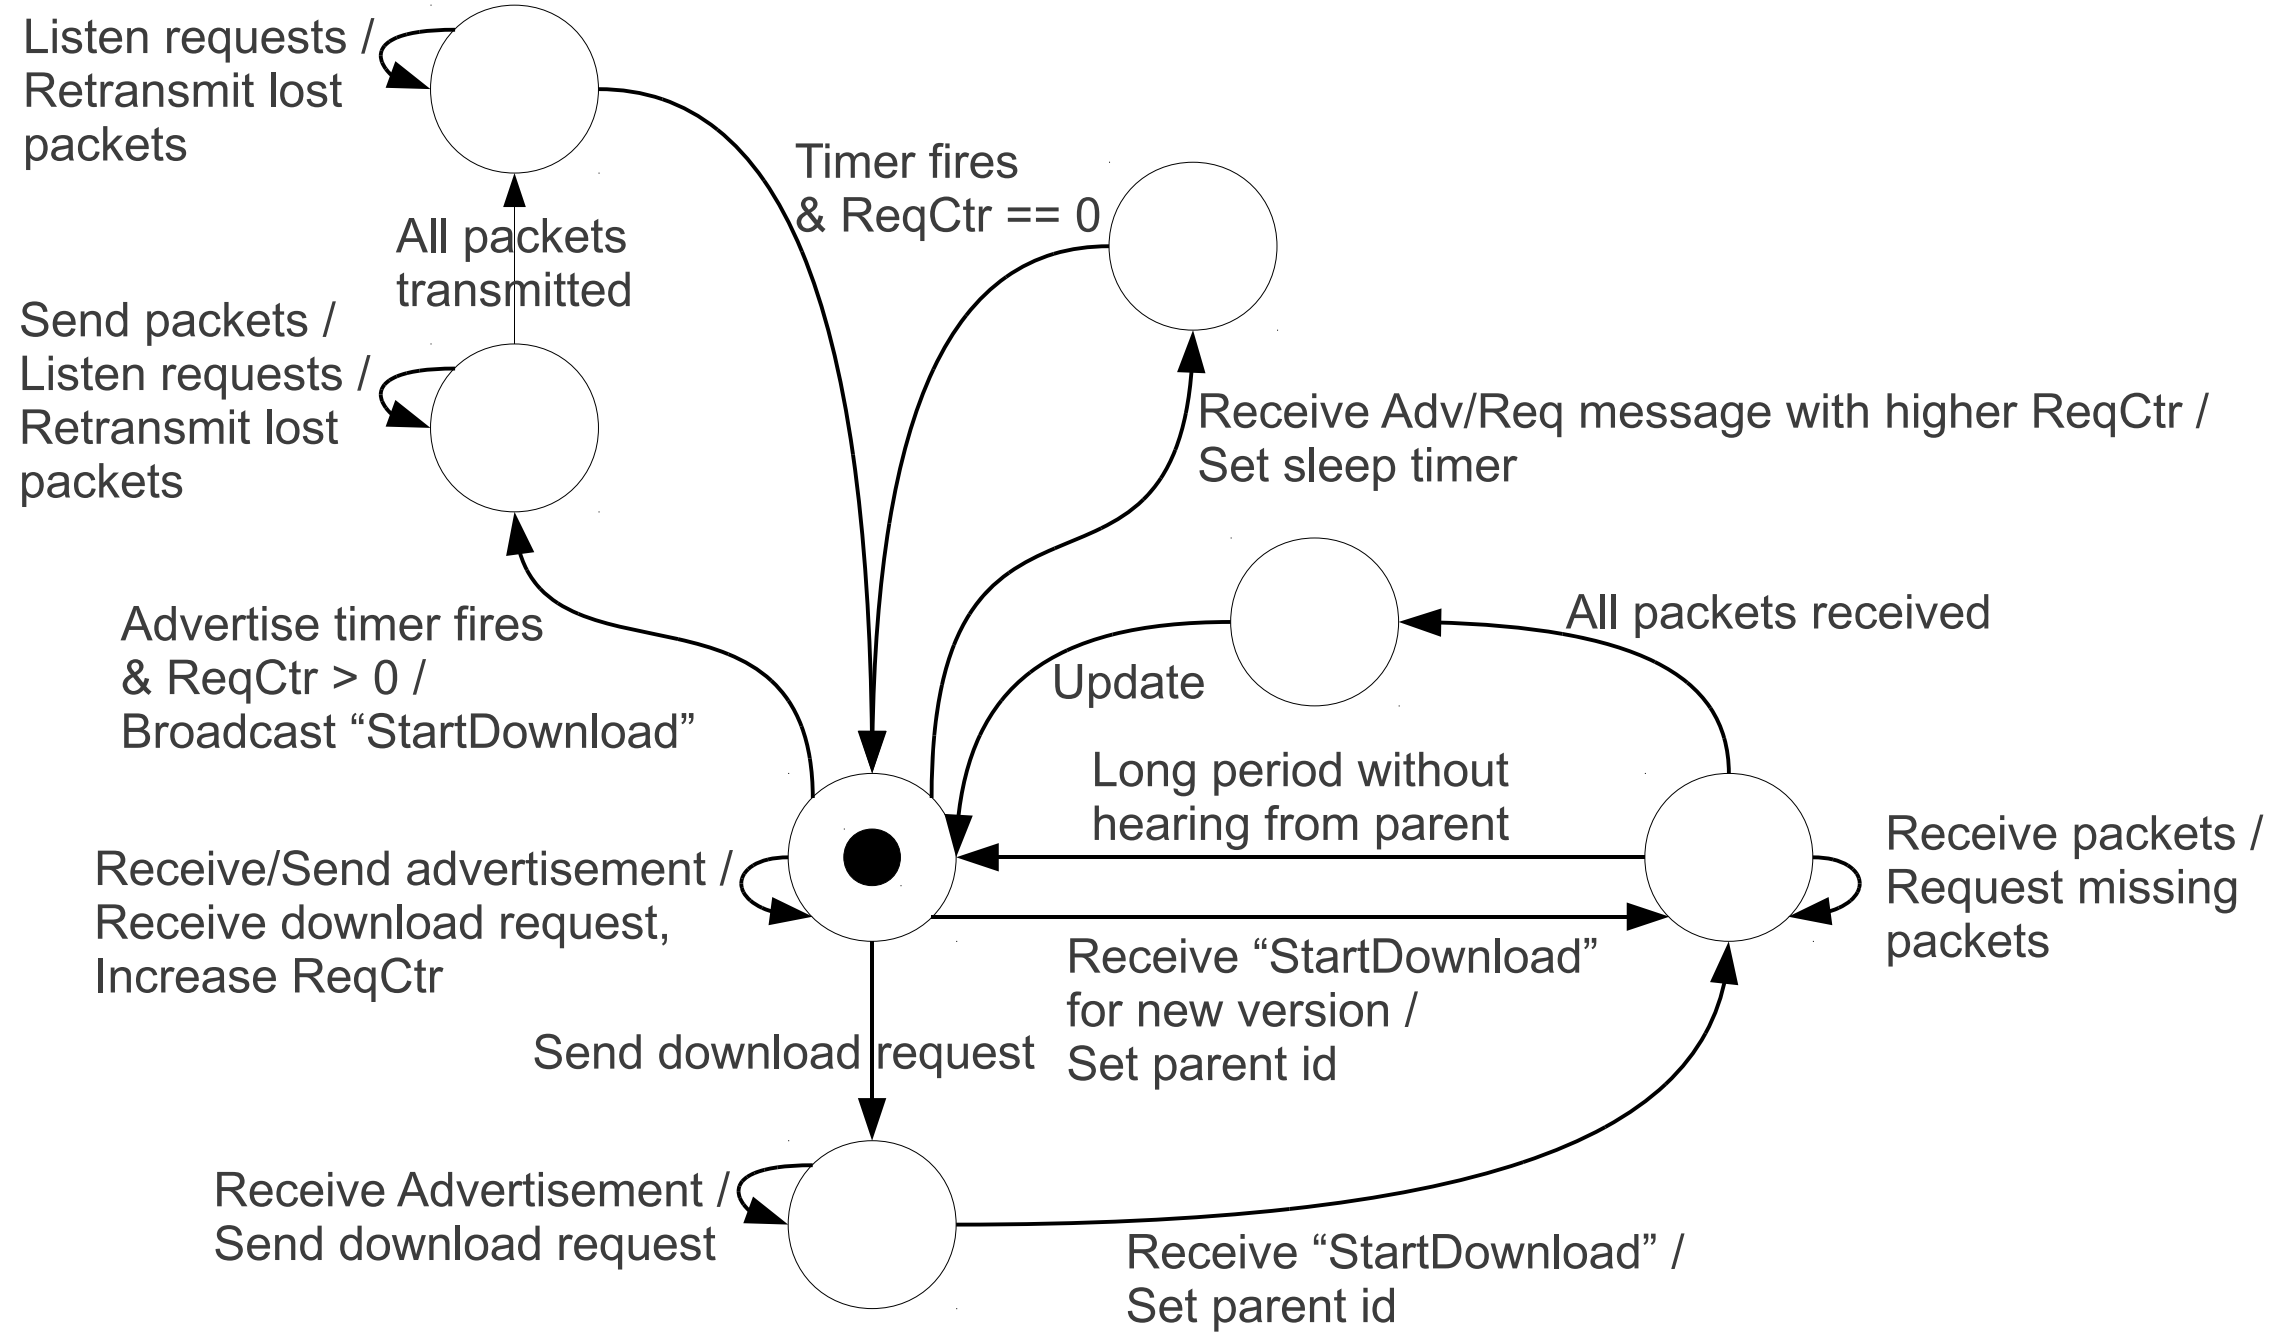 Listen requests /
Retransmit lost
packets
Timer fires
& ReqCtr == 0
All packets
transmitted
Send packets /
Listen requests /
Retransmit lost
packets
Receive Adv/Req message with higher ReqCtr /
Set sleep timer
Advertise timer fires
& ReqCtr > 0 /
Broadcast “StartDownload”
All packets received
Update
Long period without
hearing from parent
Receive/Send advertisement /
Receive download request,
Increase ReqCtr
Receive packets /
Request missing
packets
Receive “StartDownload”
for new version /
Set parent id
Send download request
Receive Advertisement /
Send download request
Receive “StartDownload” /
Set parent id